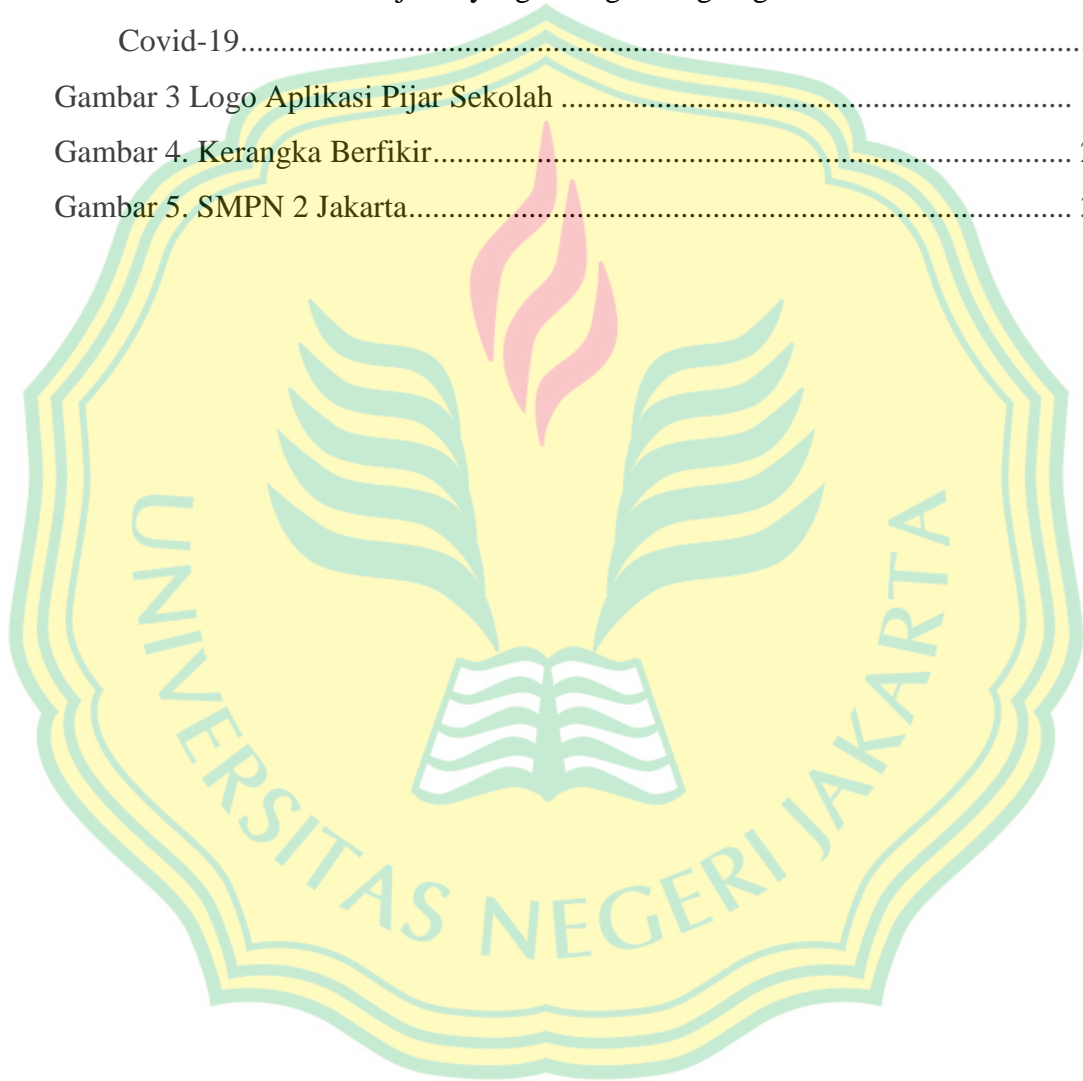 Covid-19
Gambar 3 Logo Aplikasi Pijar Sekolah
Gambar 4. Kerangka Berfikir
Gambar 5. SMPN 2 Jakarta
UNIVERSITAS NEGERI JAKARTA